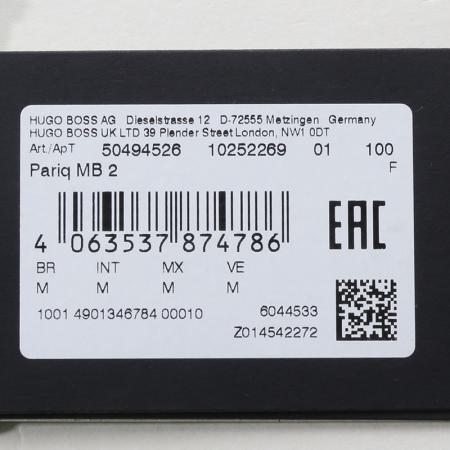 HUGO BOSS AG Dieselstrasse 12 D-72555 Metzingen Germany
HUGO BOSS UK LTD 39 Plender Street London, NW1 0DT
Art./ApT 50494526 10252269 01 100
Pariq MB 2 F
4 063537 874786 EAC
BR INT MX VE
M M M M
1001 4901346784 00010 6044533
Z014542272